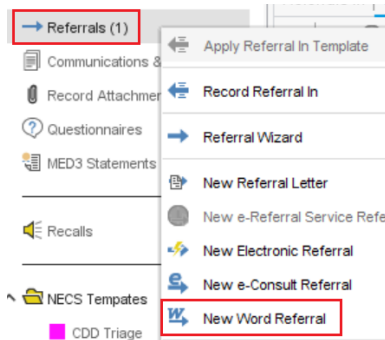 Referrals (1)
Communications &
Record Attachmer
Questionnaires
MED3 Statements
Recalls
NECS Tempates
CDD Triage
Apply Referral In Template
Record Referral In
Referral Wizard
New Referral Letter
New e-Referral Service Refe
New Electronic Referral
New e-Consult Referral
New Word Referral